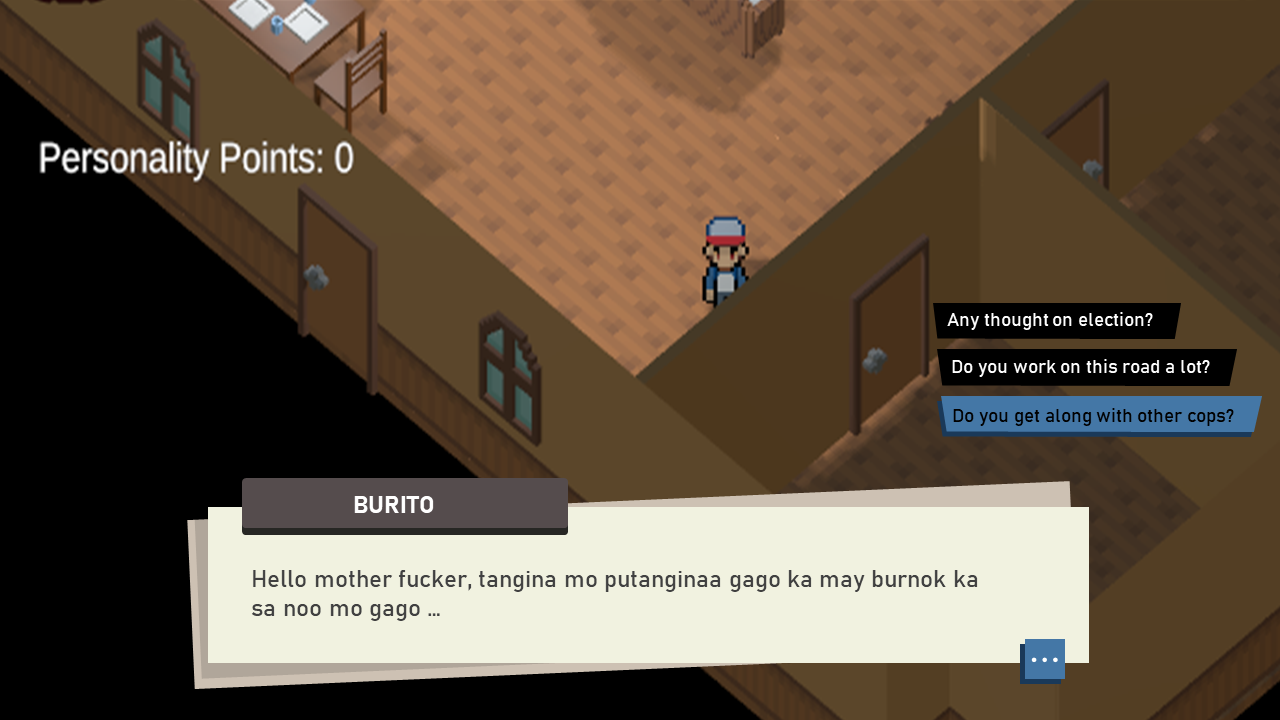 Personality Points: 0
Any thought on election?
Do you work on this road a lot?
Do you get along with other cops?
BURITO
Hello mother fucker, tangina mo putanginaa gago ka may burnok ka
sa noo mo gago ...